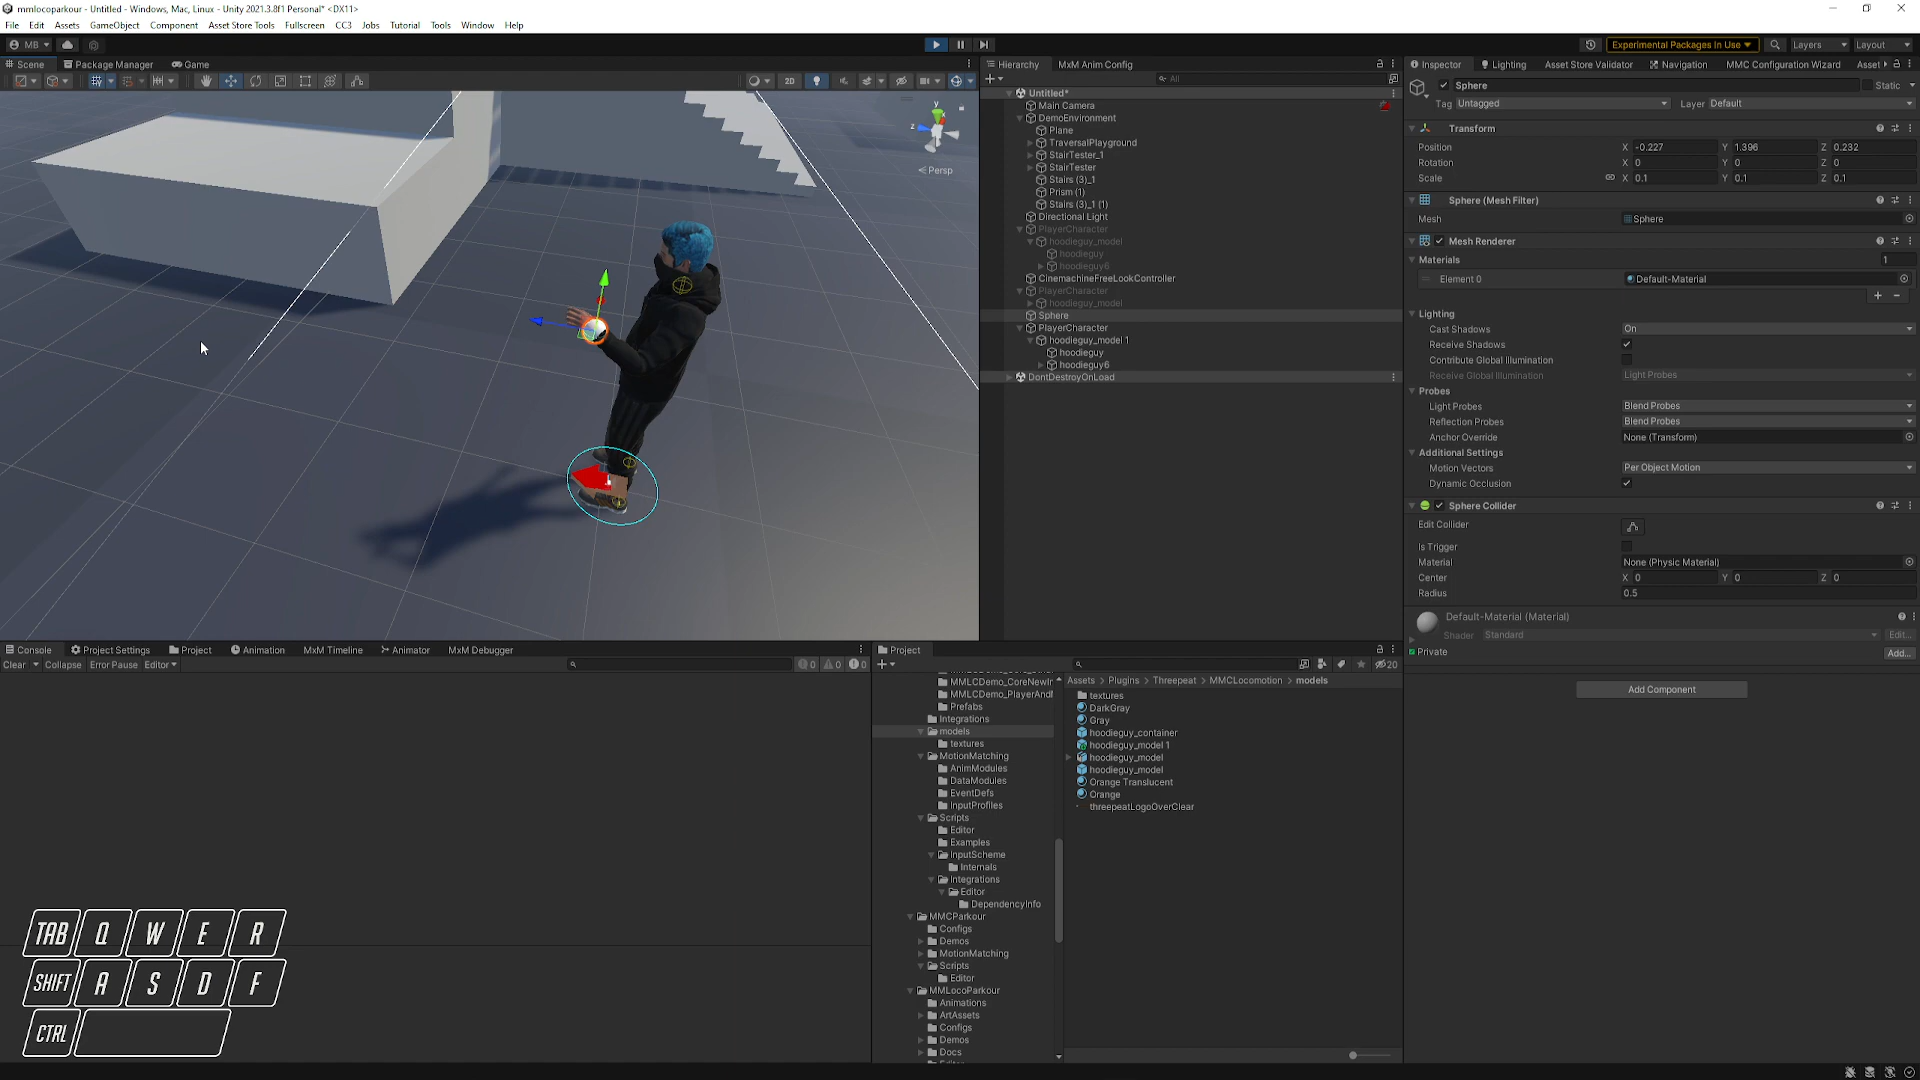 mmlocoparkour - Untitled - Windows, Mac, Linux - Unity 2021.3.8f1 Personal* <DX11>
File Edit Assets GameObject Component Asset Store Tools Fullscreen CC3 Jobs Tutorial Tools Window Help
MB Experimental Packages In Use Layers Layout
Scene Package Manager Game
2D
y
z
< Persp
Hierarchy MxM Anim Config
All
Untitled*
Main Camera
DemoEnvironment
Plane
TraversalPlayground
StairTester_1
StairTester
Stairs (3)_1
Prism (1)
Stairs (3)_1 (1)
Directional Light
PlayerCharacter
hoodieguy_model
hoodieguy
hoodieguy6
CinemachineFreeLookController
PlayerCharacter
hoodieguy_model
Sphere
PlayerCharacter
hoodieguy_model 1
hoodieguy
hoodieguy6
DontDestroyOnLoad
Inspector Lighting Asset Store Validator Navigation MMC Configuration Wizard Asset
Sphere Static
Tag Untagged Layer Default
Transform
Position X -0.227 Y 1.396 Z 0.232
Rotation X 0 Y 0 Z 0
Scale X 0.1 Y 0.1 Z 0.1
Sphere (Mesh Filter)
Mesh Sphere
Mesh Renderer
Materials 1
Element 0 Default-Material
Lighting
Cast Shadows On
Receive Shadows
Contribute Global Illumination
Receive Global Illumination Light Probes
Probes
Light Probes Blend Probes
Reflection Probes Blend Probes
Anchor Override None (Transform)
Additional Settings
Motion Vectors Per Object Motion
Dynamic Occlusion
Sphere Collider
Edit Collider
Is Trigger
Material None (Physic Material)
Center X 0 Y 0 Z 0
Radius 0.5
Default-Material (Material)
Shader Standard Edit...
Private Add...
Add Component
Console Project Settings Project Animation MxM Timeline Animator MxM Debugger
Clear Collapse Error Pause Editor 0 0 0
Project
20
MMLCDemo_PlayerAndM
Prefabs
Integrations
models
textures
MotionMatching
AnimModules
DataModules
EventDefs
InputProfiles
Scripts
Editor
Examples
InputScheme
Internals
Integrations
Editor
DependencyInfo
MMCParkour
Configs
Demos
MotionMatching
Scripts
Editor
MMLocoParkour
Animations
ArtAssets
Configs
Demos
Docs
Assets > Plugins > Threepeat > MMCLocomotion > models
textures
DarkGray
Gray
hoodieguy_container
hoodieguy_model 1
hoodieguy_model
hoodieguy_model
Orange Translucent
Orange
threepeatLogoOverClear
TAB Q W E R
SHIFT A S D F
CTRL